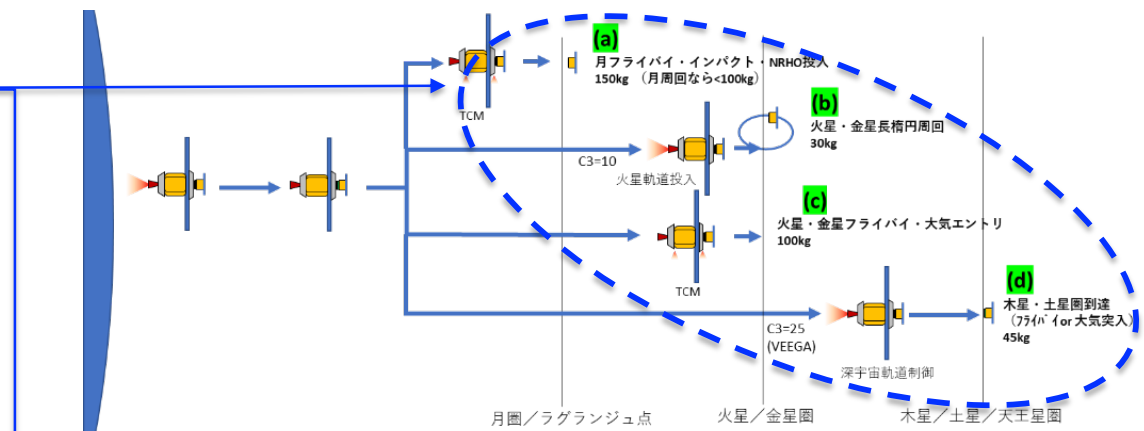 (a)
月フライバイ・インパクト・NRHO投入
150kg （月周回なら<100kg）
TCM
(b)
火星・金星長楕円周回
30kg
C3=10
火星軌道投入
(c)
火星・金星フライバイ・大気エントリ
100kg
TCM
(d)
木星・土星圏到達
（ﾌﾗｲﾊﾞｲor大気突入）
45kg
C3=25
(VEEGA)
深宇宙軌道制御
月圏／ラグランジュ点
火星／金星圏
木星／土星／天王星圏